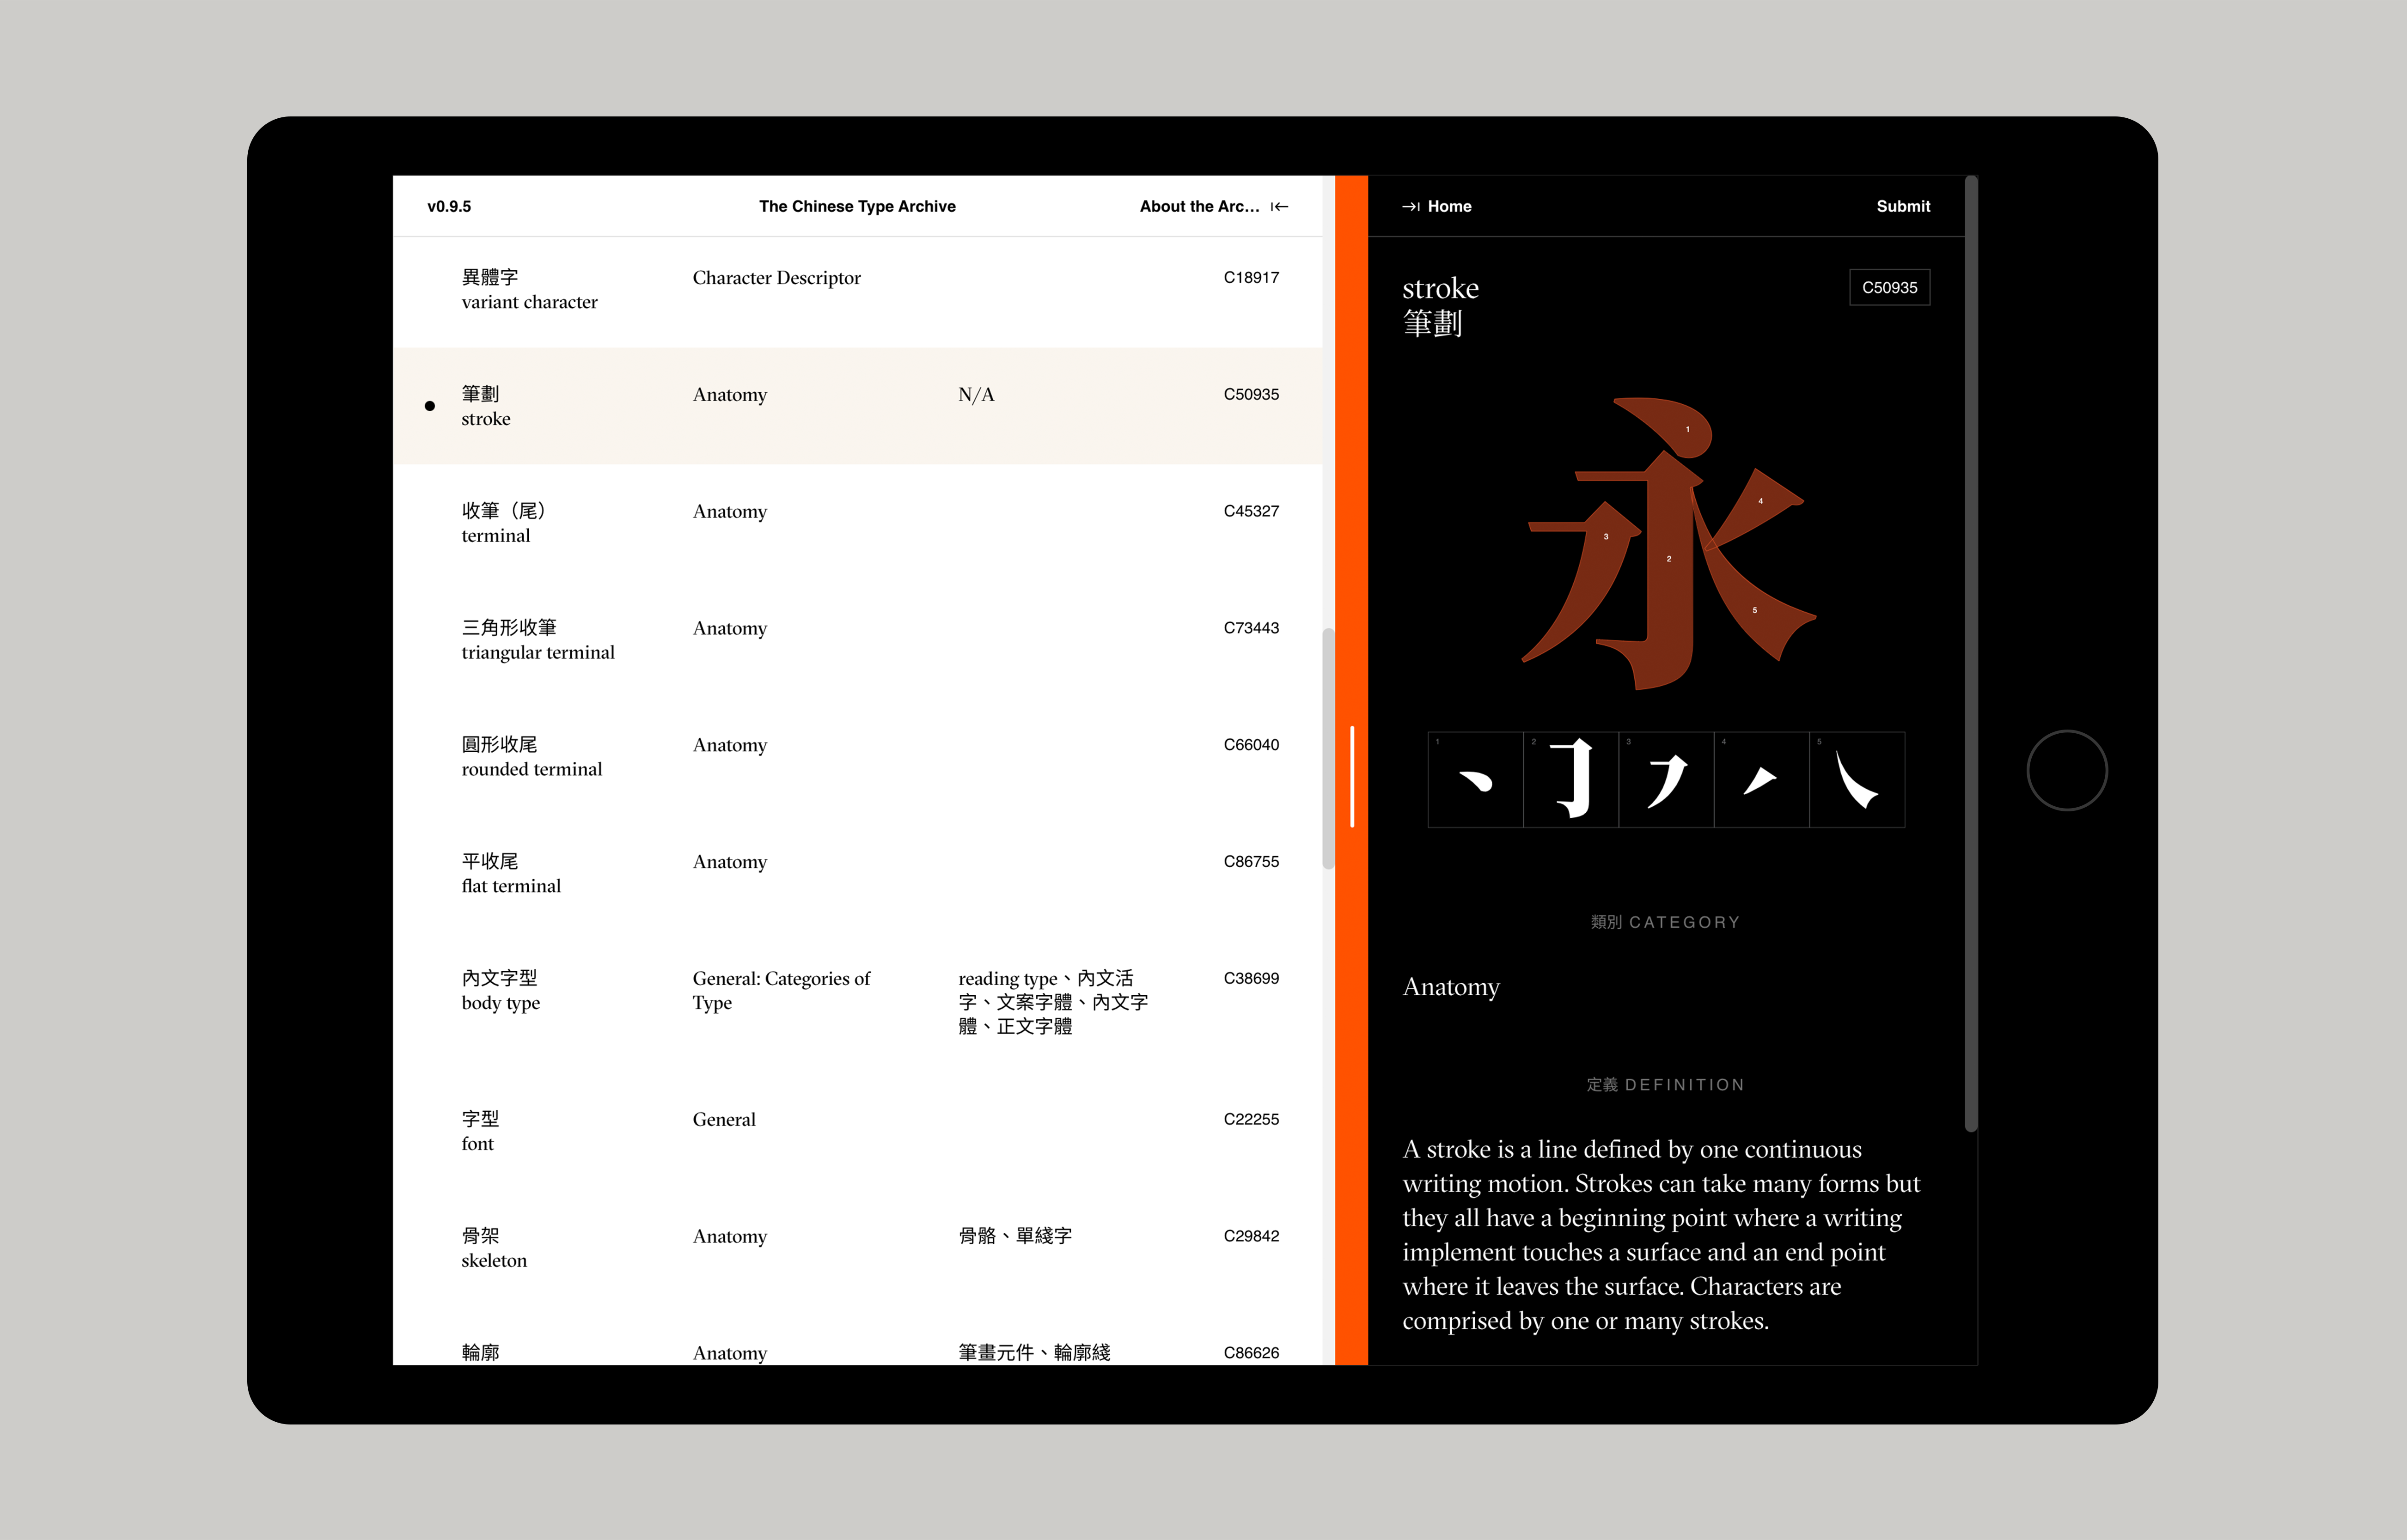 v0.9.5
The Chinese Type Archive
About the Arc...
異體字
variant character
Character Descriptor
C18917
筆劃
stroke
Anatomy
N/A
C50935
收筆（尾）
terminal
Anatomy
C45327
三角形收筆
triangular terminal
Anatomy
C73443
圓形收尾
rounded terminal
Anatomy
C66040
平收尾
flat terminal
Anatomy
C86755
內文字型
body type
General: Categories of
Type
reading type、內文活
字、文案字體、內文字
體、正文字體
C38699
字型
font
General
C22255
骨架
skeleton
Anatomy
骨骼、單綫字
C29842
輪廓
Anatomy
筆畫元件、輪廓綫
C86626
Home
Submit
stroke
筆劃
C50935
永
1
2
3
4
5
1
2
3
4
5
類別 CATEGORY
Anatomy
定義 DEFINITION
A stroke is a line defined by one continuous
writing motion. Strokes can take many forms but
they all have a beginning point where a writing
implement touches a surface and an end point
where it leaves the surface. Characters are
comprised by one or many strokes.